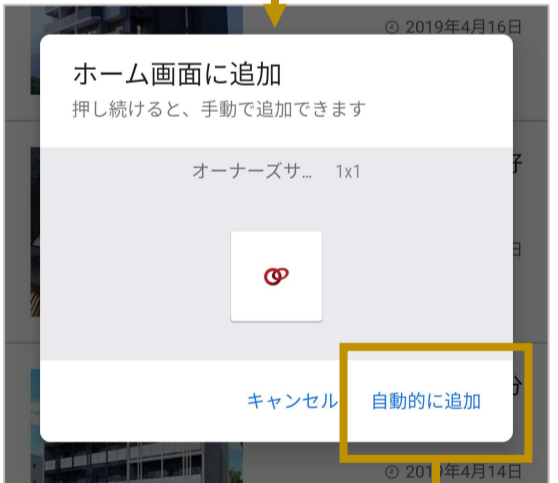 2019年4月16日
ホーム画面に追加
押し続けると、手動で追加できます
好
オーナーズサ... 1x1
日
キャンセル
自動的に追加
分
2019年4月14日